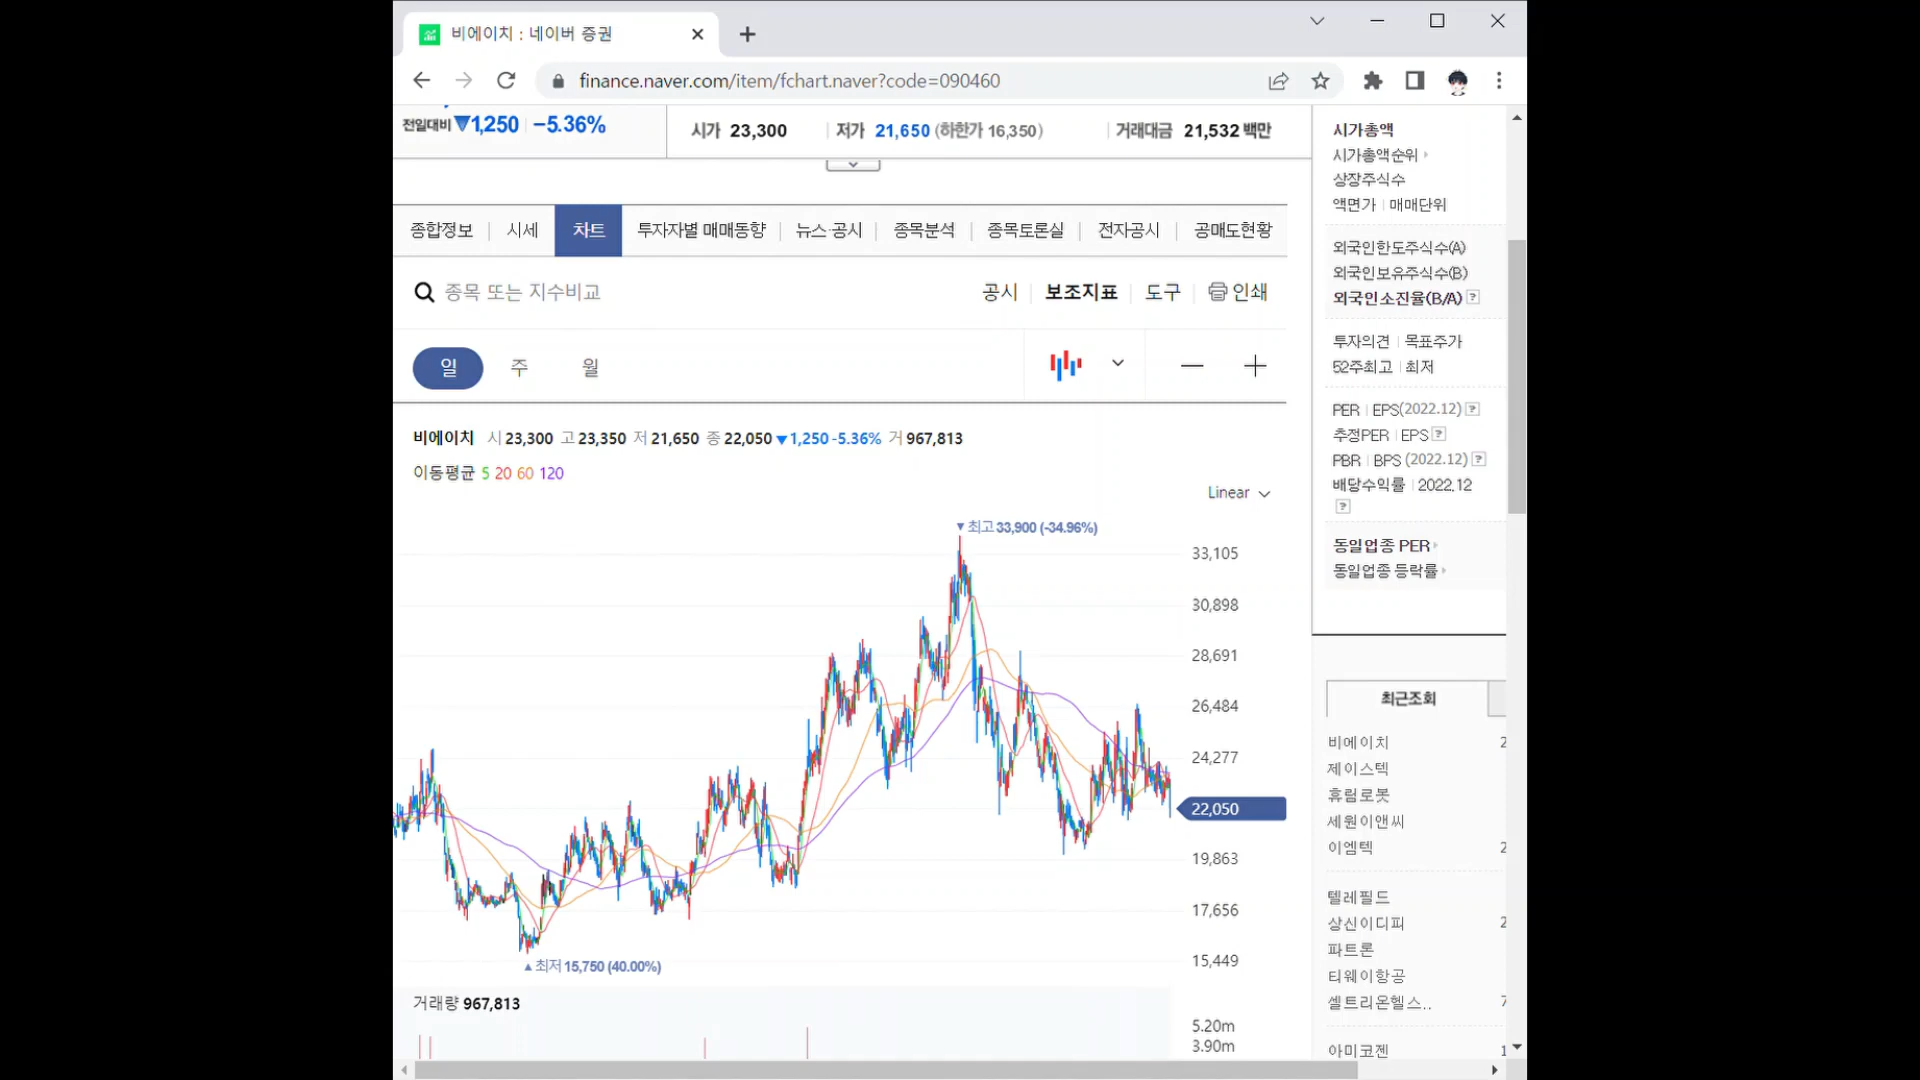 비에이치 : 네이버 증권
finance.naver.com/item/fchart.naver?code=090460
전일대비 ▼1,250 −5.36%
시가 23,300 저가 21,650 (하한가 16,350) 거래대금 21,532 백만
종합정보 시세 차트 투자자별 매매동향 뉴스·공시 종목분석 종목토론실 전자공시 공매도현황
종목 또는 지수비교
공시 보조지표 도구 인쇄
일 주 월
비에이치 시 23,300 고 23,350 저 21,650 종 22,050 ▼1,250 -5.36% 거 967,813
이동평균 5 20 60 120
Linear
▼최고 33,900 (-34.96%)
33,105
30,898
28,691
26,484
24,277
22,050
19,863
17,656
15,449
▲최저 15,750 (40.00%)
거래량 967,813
5.20m
3.90m
시가총액
시가총액순위
상장주식수
액면가 매매단위
외국인한도주식수(A)
외국인보유주식수(B)
외국인소진율(B/A) ?
투자의견 목표주가
52주최고 최저
PER EPS(2022.12) ?
추정PER EPS ?
PBR BPS (2022.12) ?
배당수익률 2022.12
?
동일업종 PER
동일업종 등락률
최근조회
비에이치 2
제이스텍
휴림로봇
세원이앤씨
이엠텍 2
텔레필드
상신이디피 2
파트론
티웨이항공
셀트리온헬스.. 7
아미코젠 1